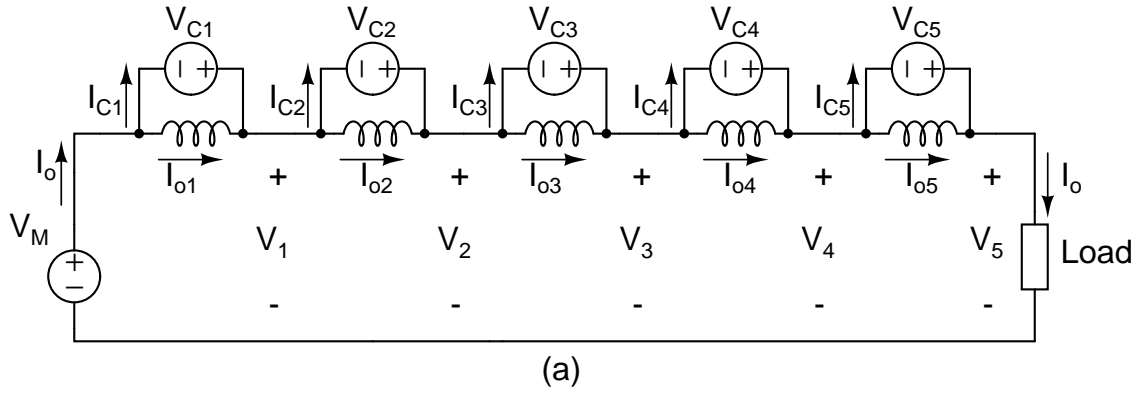 V_C1 V_C2 V_C3 V_C4 V_C5
− + − + − + − + − +
I_C1 I_C2 I_C3 I_C4 I_C5
I_o I_o1 I_o2 I_o3 I_o4 I_o5 I_o
+ + + + +
V_M V_1 V_2 V_3 V_4 V_5 Load
+
−
- - - - -
(a)